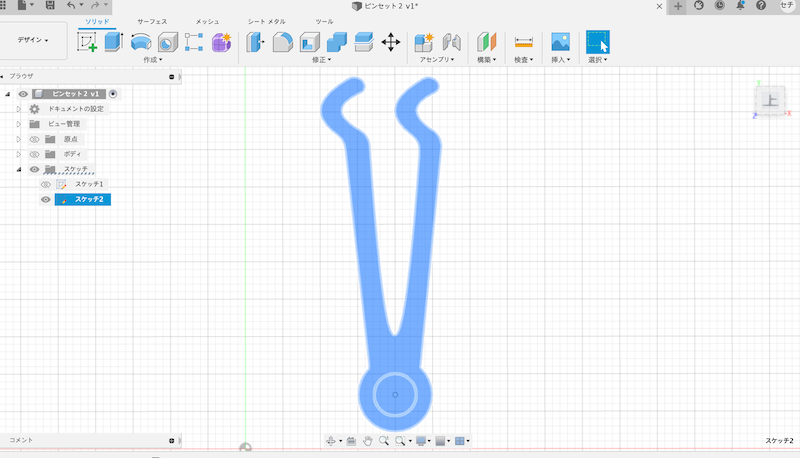 ピンセット2 v1*
セチ
ソリッド サーフェス メッシュ シート メタル ツール
デザイン
作成 修正 アセンブリ 構築 検査 挿入 選択
ブラウザ
ピンセット2 v1
ドキュメントの設定
ビュー管理
原点
ボディ
スケッチ
スケッチ1
スケッチ2
上
Y
Z
X
コメント
スケッチ2